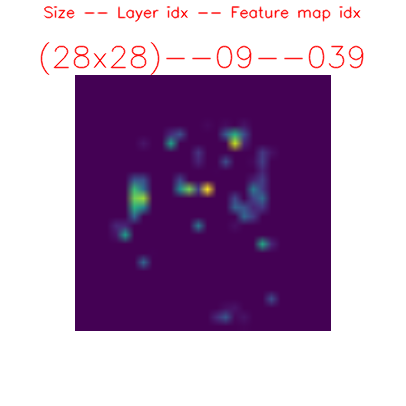 Size -- Layer idx -- Feature map idx
(28x28)--09--039